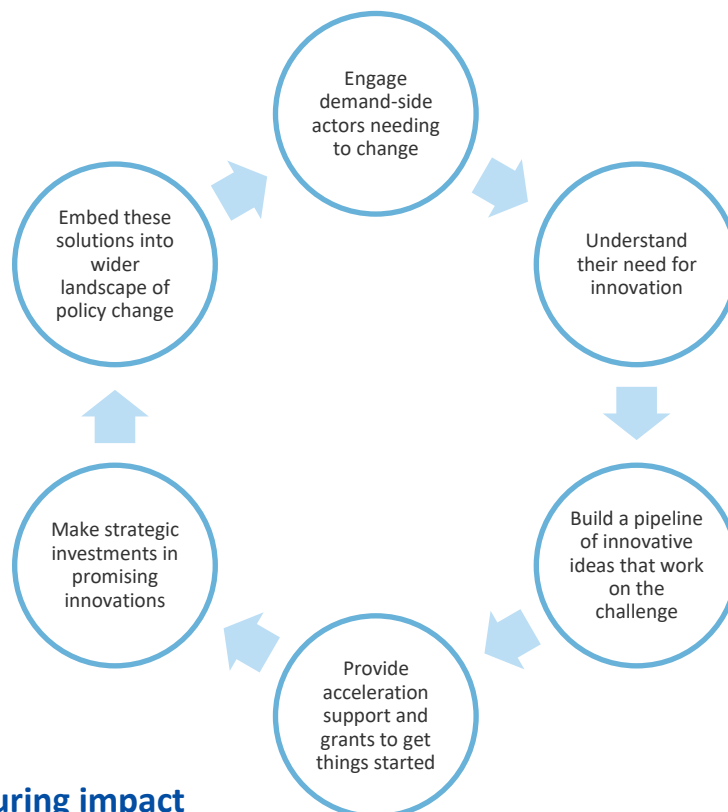 Engage
demand-side
actors needing
to change
Understand
their need for
innovation
Build a pipeline
of innovative
ideas that work
on the
challenge
Provide
acceleration
support and
grants to get
things started
Make strategic
investments in
promising
innovations
Embed these
solutions into
wider
landscape of
policy change
impact